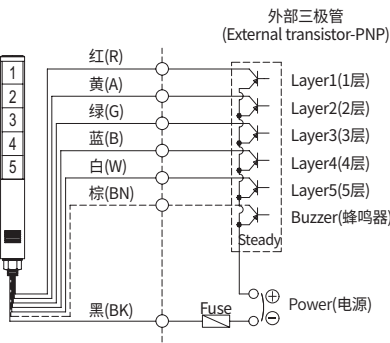 外部三极管
(External transistor-PNP)
红(R)
1
Layer1(1层)
黄(A)
2
Layer2(2层)
绿(G)
3
Layer3(3层)
蓝(B)
4
Layer4(4层)
白(W)
5
Layer5(5层)
棕(BN)
Buzzer(蜂鸣器)
Steady
黑(BK)
Fuse
Power(电源)